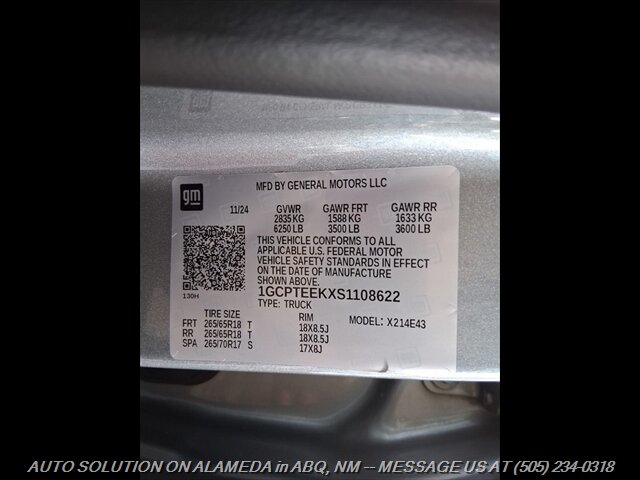 MFD BY GENERAL MOTORS LLC
gm
11/24 GVWR GAWR FRT GAWR RR
2835 KG 1588 KG 1633 KG
6250 LB 3500 LB 3600 LB
THIS VEHICLE CONFORMS TO ALL
APPLICABLE U.S. FEDERAL MOTOR
VEHICLE SAFETY STANDARDS IN EFFECT
ON THE DATE OF MANUFACTURE
SHOWN ABOVE.
130H
1GCPTEEKXS1108622
TYPE: TRUCK
TIRE SIZE RIM MODEL: X214E43
FRT 265/65R18 T 18X8.5J
RR 265/65R18 T 18X8.5J
SPA 265/70R17 S 17X8J
AUTO SOLUTION ON ALAMEDA in ABQ, NM -- MESSAGE US AT (505) 234-0318